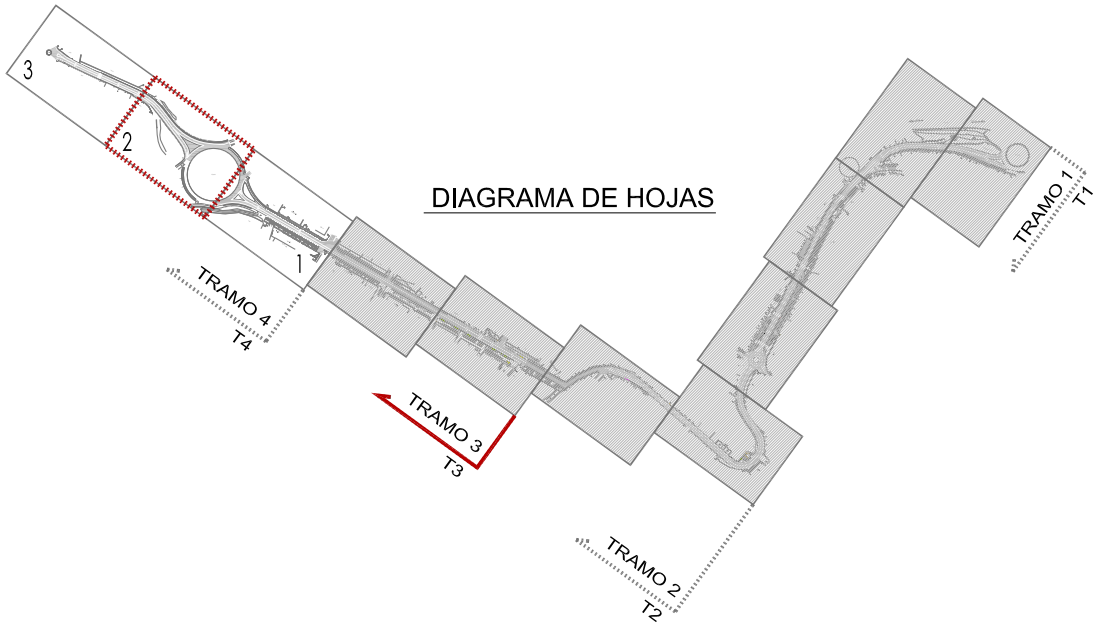 3
2
DIAGRAMA DE HOJAS
1
TRAMO 1
T1
TRAMO 4
T4
TRAMO 3
T3
TRAMO 2
T2